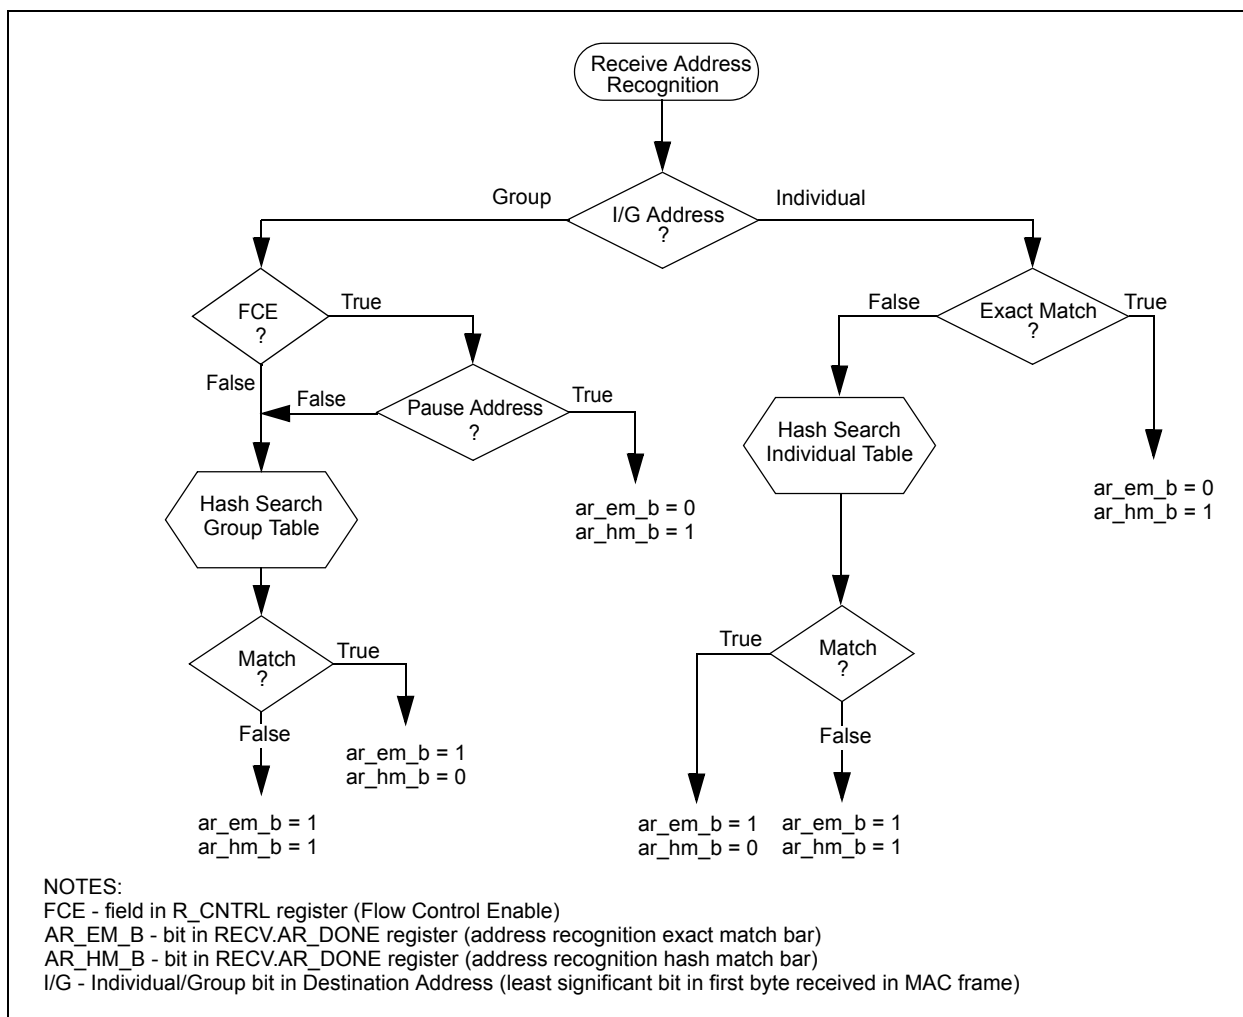 Receive Address
Recognition
Group
I/G Address
?
Individual
FCE
?
True
False
Exact Match
?
True
False
False
Pause Address
?
True
Hash Search
Individual Table
Hash Search
Group Table
ar_em_b = 0
ar_hm_b = 1
ar_em_b = 0
ar_hm_b = 1
Match
?
True
True
Match
?
False
False
ar_em_b = 1
ar_hm_b = 0
ar_em_b = 1
ar_hm_b = 1
ar_em_b = 1
ar_hm_b = 0
ar_em_b = 1
ar_hm_b = 1
NOTES:
FCE - field in R_CNTRL register (Flow Control Enable)
AR_EM_B - bit in RECV.AR_DONE register (address recognition exact match bar)
AR_HM_B - bit in RECV.AR_DONE register (address recognition hash match bar)
I/G - Individual/Group bit in Destination Address (least significant bit in first byte received in MAC frame)